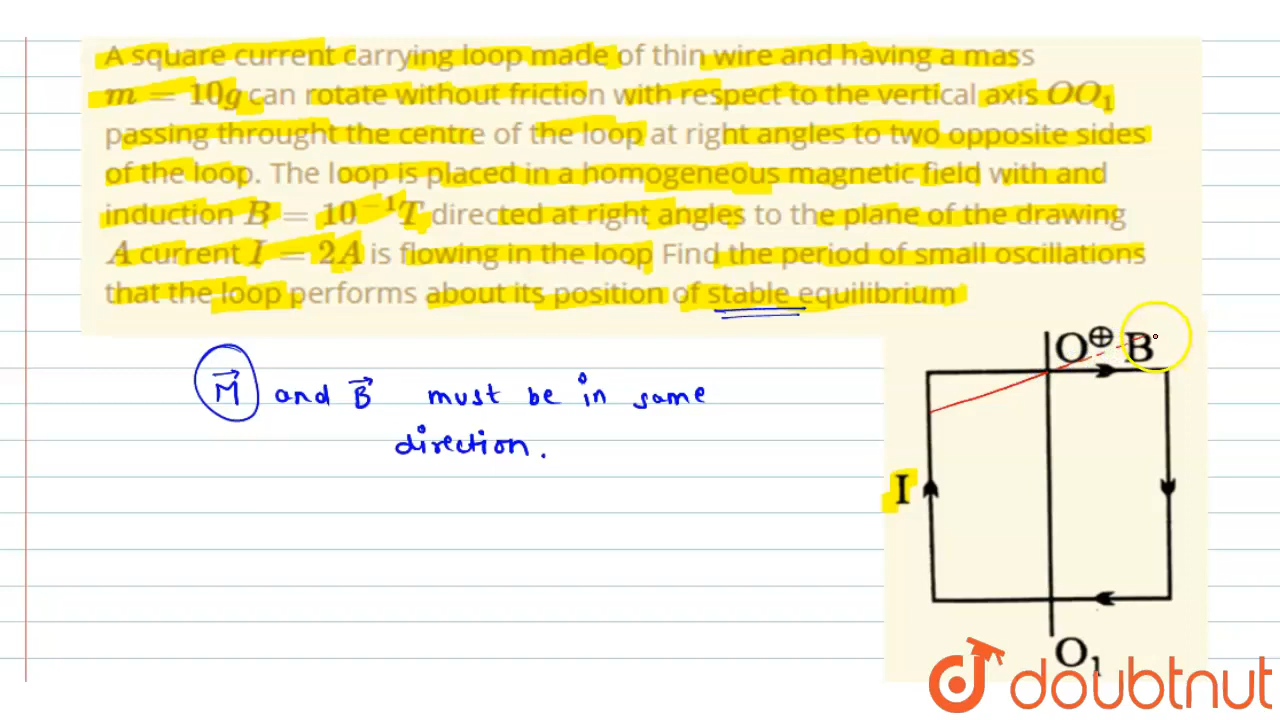 A square current carrying loop made of thin wire and having a mass
m = 10g can rotate without friction with respect to the vertical axis OO₁
passing throught the centre of the loop at right angles to two opposite sides
of the loop. The loop is placed in a homogeneous magnetic field with and
induction B = 10⁻¹T directed at right angles to the plane of the drawing
A current I = 2A is flowing in the loop Find the period of small oscillations
that the loop performs about its position of stable equilibrium
M⃗ and B⃗ must be in same
direction.
O⊕ B
I
O₁
doubtnut